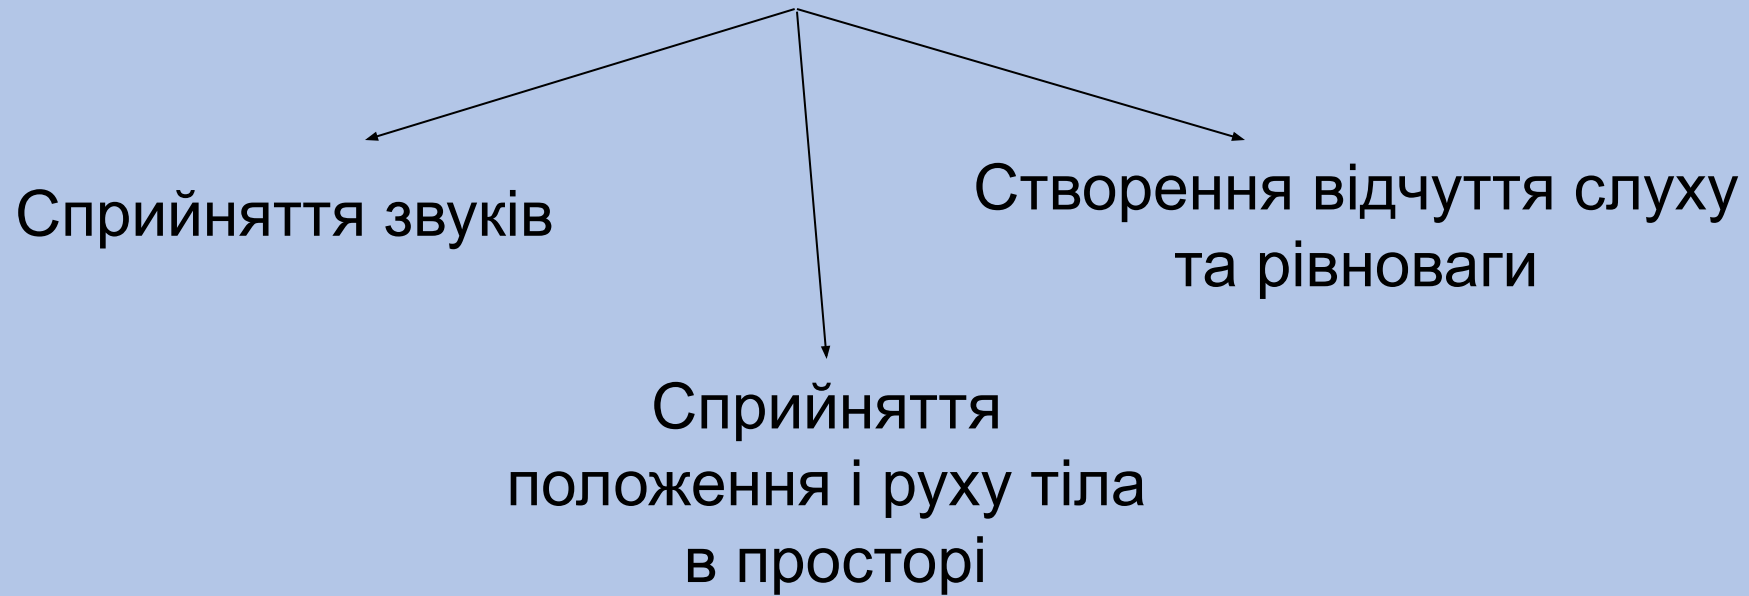 Сприйняття звуків
Створення відчуття слуху
та рівноваги
Сприйняття
положення і руху тіла
в просторі